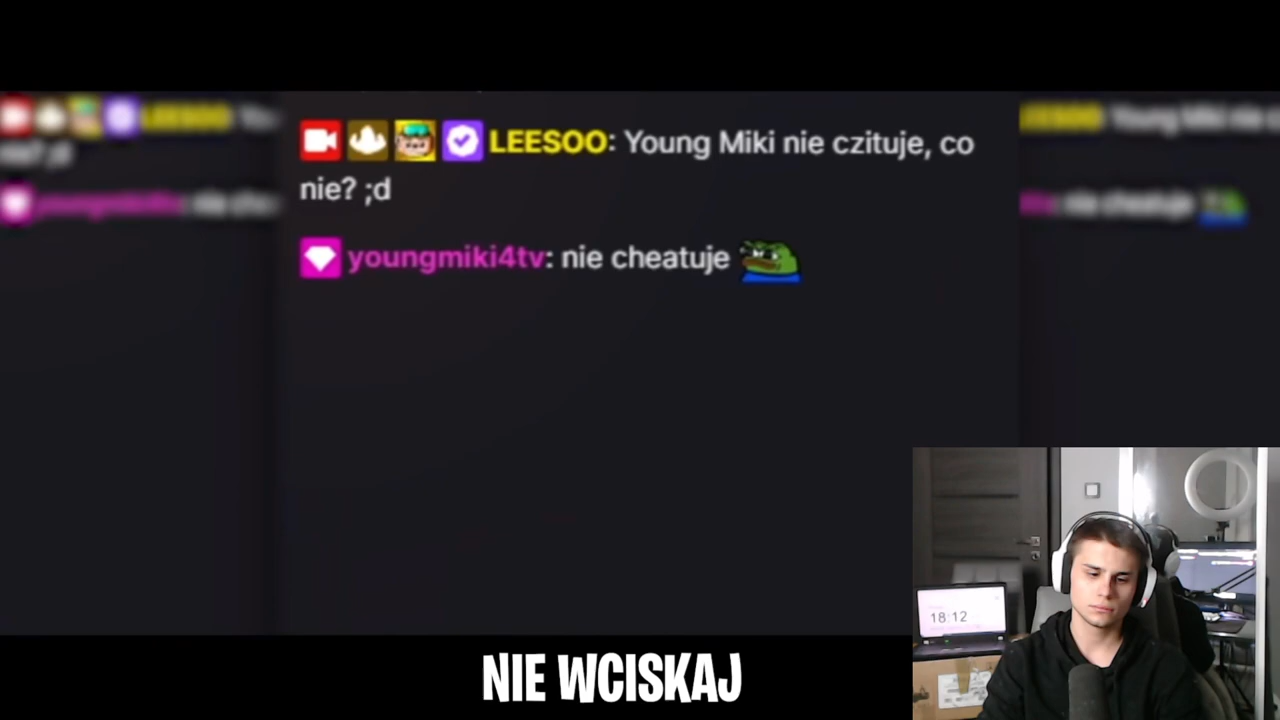 LEESOO: Young Miki nie czituje, co
nie? ;d
youngmiki4tv: nie cheatuje
18:12
NIE WCISKAJ